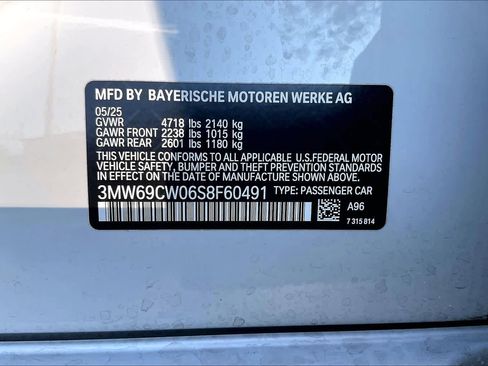 MFD BY BAYERISCHE MOTOREN WERKE AG
05/25
GVWR 4718 lbs 2140 kg
GAWR FRONT 2238 lbs 1015 kg
GAWR REAR 2601 lbs 1180 kg
THIS VEHICLE CONFORMS TO ALL APPLICABLE U.S.FEDERAL MOTOR
VEHICLE SAFETY, BUMPER AND THEFT PREVENTION STANDARDS
IN EFFECT ON THE DATE OF MANUFACTURE SHOWN ABOVE.
3MW69CW06S8F60491 TYPE: PASSENGER CAR
A96
7 315 814